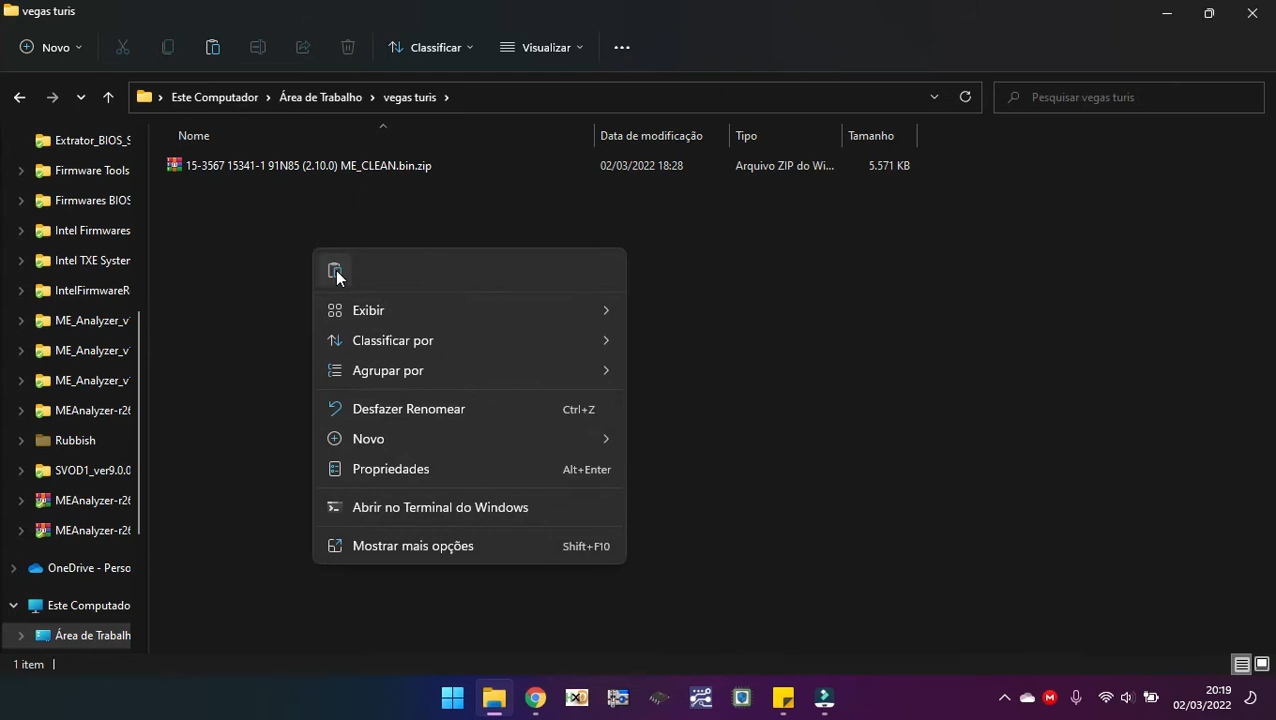 vegas turis
Novo
Classificar
Visualizar
Este Computador > Área de Trabalho > vegas turis >
Pesquisar vegas turis
Nome
Data de modificação
Tipo
Tamanho
15-3567 15341-1 91N85 (2.10.0) ME_CLEAN.bin.zip
02/03/2022 18:28
Arquivo ZIP do Wi...
5.571 KB
Extrator_BIOS_S
Firmware Tools
Firmwares BIOS
Intel Firmwares
Intel TXE System
IntelFirmwareR
ME_Analyzer_v
ME_Analyzer_v
ME_Analyzer_v
MEAnalyzer-r26
Rubbish
SVOD1_ver9.0.0
MEAnalyzer-r26
MEAnalyzer-r26
OneDrive - Perso
Este Computado
Área de Trabalh
Exibir
Classificar por
Agrupar por
Desfazer Renomear Ctrl+Z
Novo
Propriedades Alt+Enter
Abrir no Terminal do Windows
Mostrar mais opções Shift+F10
1 item
20:19
02/03/2022